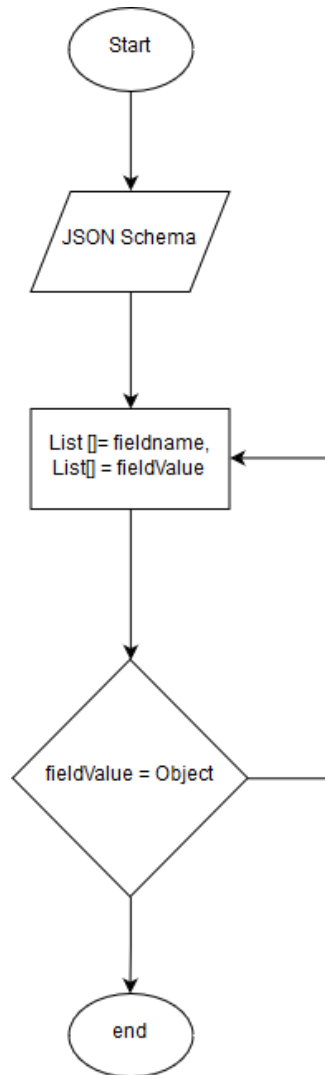 Start
JSON Schema
List []= fieldname,
List[] = fieldValue
fieldValue = Object
end